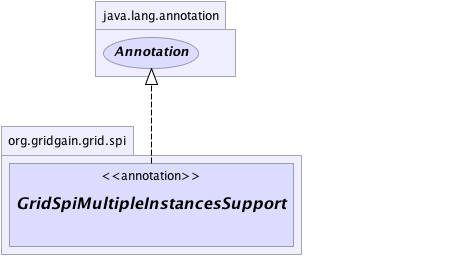 java.lang.annotation
Annotation
org.gridgain.grid.spi
<<annotation>>
GridSpiMultipleInstancesSupport